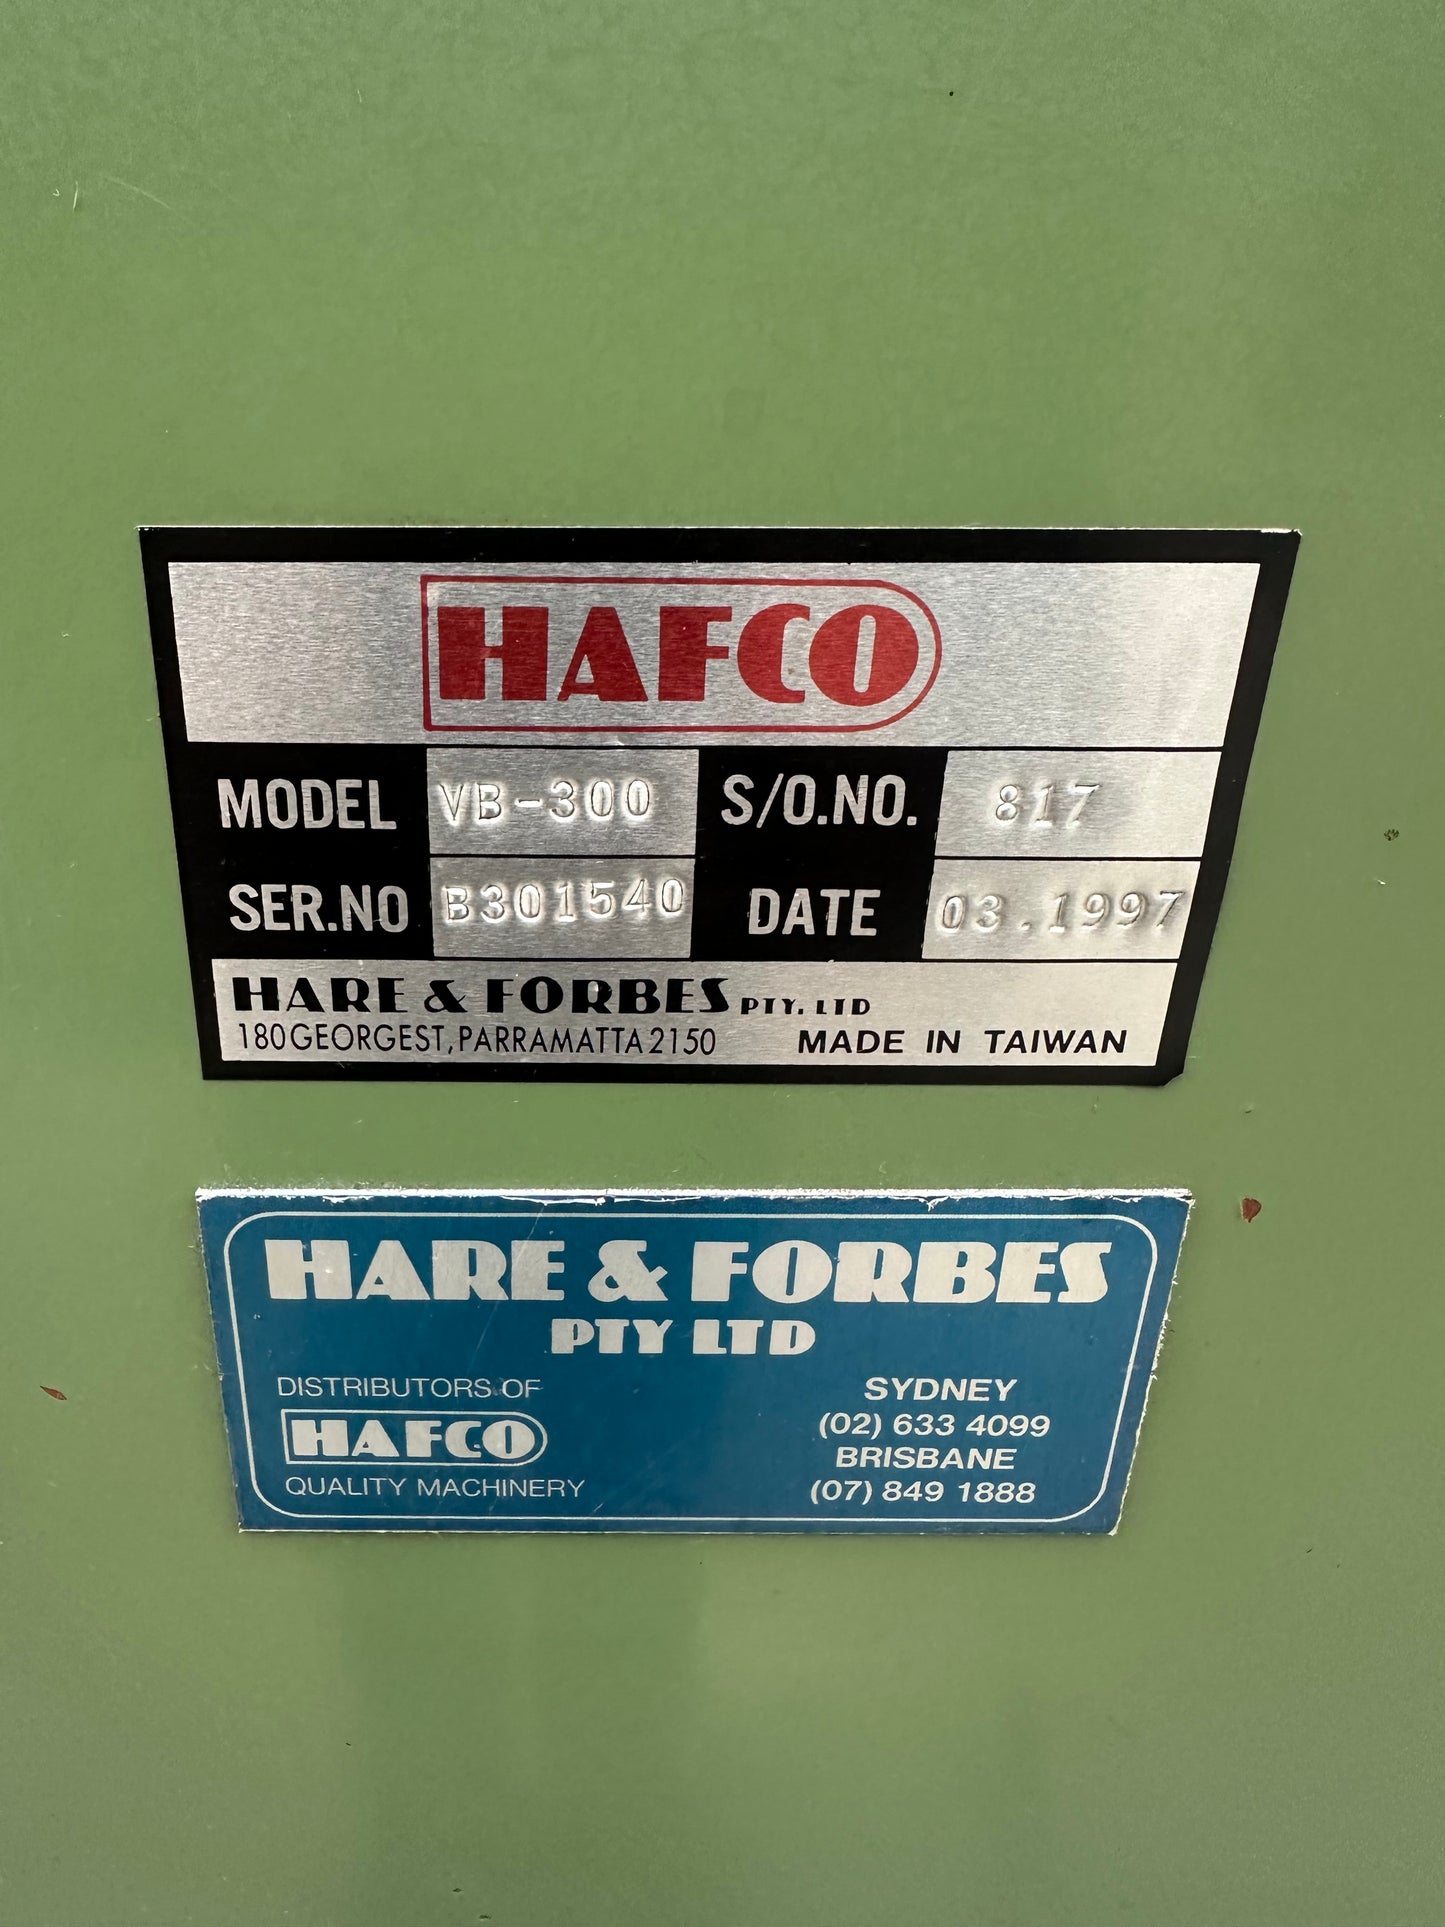 HAFCO
MODEL VB-300 S/O.NO. 817
SER.NO B301540 DATE 03.1997
HARE & FORBES PTY. LTD
180 GEORGE ST, PARRAMATTA 2150 MADE IN TAIWAN
HARE & FORBES
PTY LTD
DISTRIBUTORS OF
HAFCO
QUALITY MACHINERY
SYDNEY
(02) 633 4099
BRISBANE
(07) 849 1888